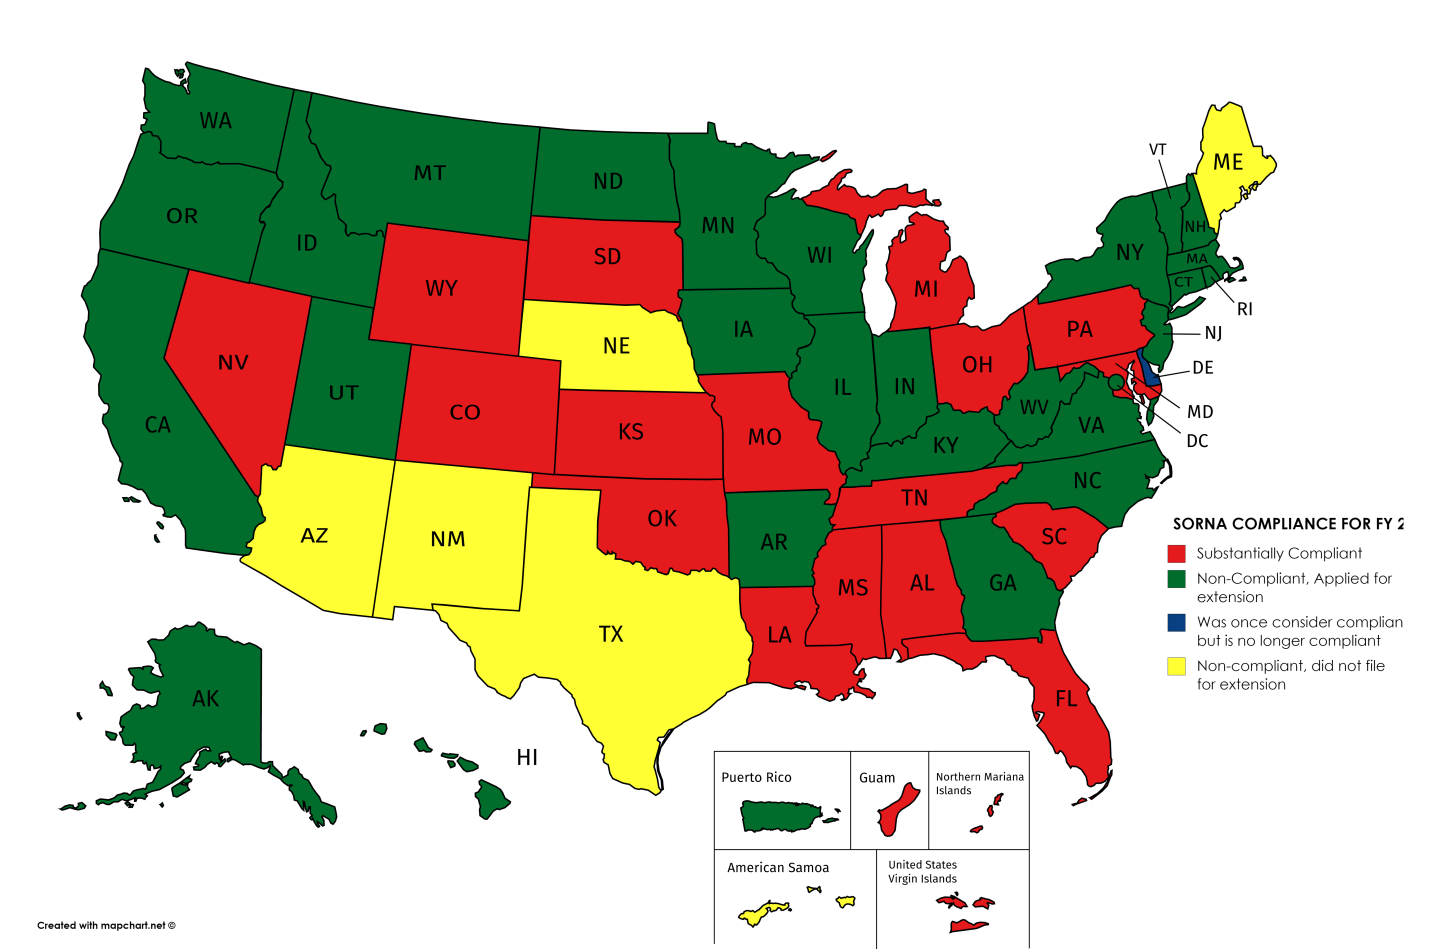 WA
MT
ND
MN
OR
ID
SD
WI
WY
MI
VT
ME
NH
NY
MA
CT
RI
NJ
DE
MD
DC
IA
NE
PA
NV
UT
CO
IL
IN
OH
WV
VA
CA
KS
MO
KY
NC
TN
AZ
NM
OK
AR
SC
MS
AL
GA
TX
LA
FL
AK
HI
SORNA COMPLIANCE FOR FY 2
Substantially Compliant
Non-Compliant, Applied for
extension
Was once consider complian
but is no longer compliant
Non-compliant, did not file
for extension
Puerto Rico
Guam
Northern Mariana
Islands
American Samoa
United States
Virgin Islands
Created with mapchart.net ©